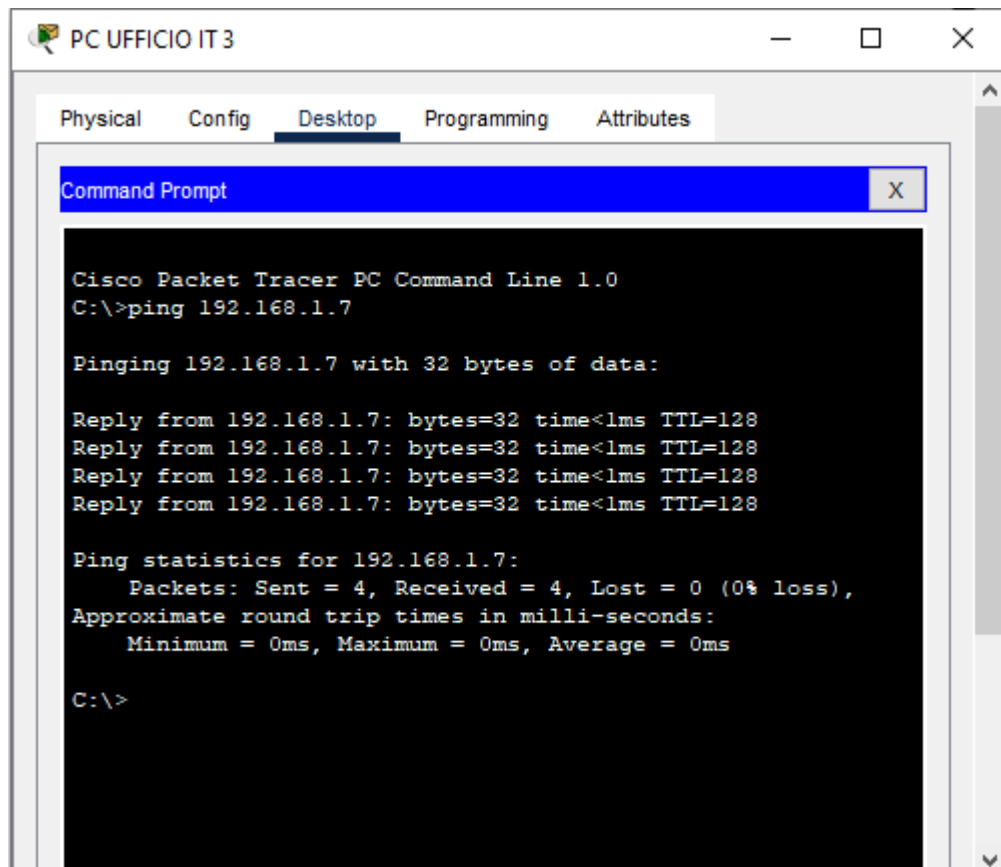 PC UFFICIO IT 3
Physical Config Desktop Programming Attributes
Command Prompt
X
Cisco Packet Tracer PC Command Line 1.0
C:\>ping 192.168.1.7
Pinging 192.168.1.7 with 32 bytes of data:
Reply from 192.168.1.7: bytes=32 time<1ms TTL=128
Reply from 192.168.1.7: bytes=32 time<1ms TTL=128
Reply from 192.168.1.7: bytes=32 time<1ms TTL=128
Reply from 192.168.1.7: bytes=32 time<1ms TTL=128
Ping statistics for 192.168.1.7:
Packets: Sent = 4, Received = 4, Lost = 0 (0% loss),
Approximate round trip times in milli-seconds:
Minimum = 0ms, Maximum = 0ms, Average = 0ms
C:\>